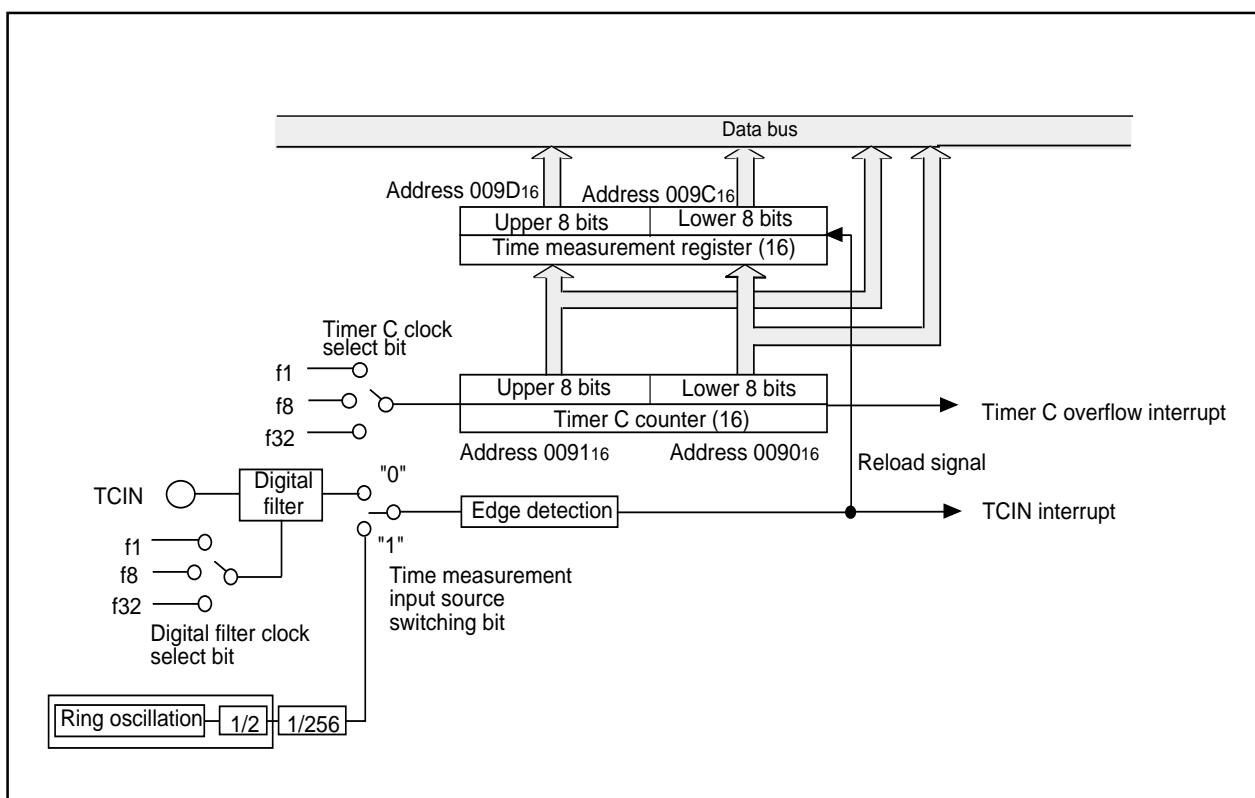 Data bus
Address 009D16
Address 009C16
Upper 8 bits
Lower 8 bits
Time measurement register (16)
Timer C clock
select bit
f1
f8
f32
Upper 8 bits
Lower 8 bits
Timer C counter (16)
Timer C overflow interrupt
Address 009116
Address 009016
Reload signal
TCIN
Digital
filter
"0"
"1"
Edge detection
TCIN interrupt
f1
f8
f32
Digital filter clock
select bit
Time measurement
input source
switching bit
Ring oscillation
1/2
1/256